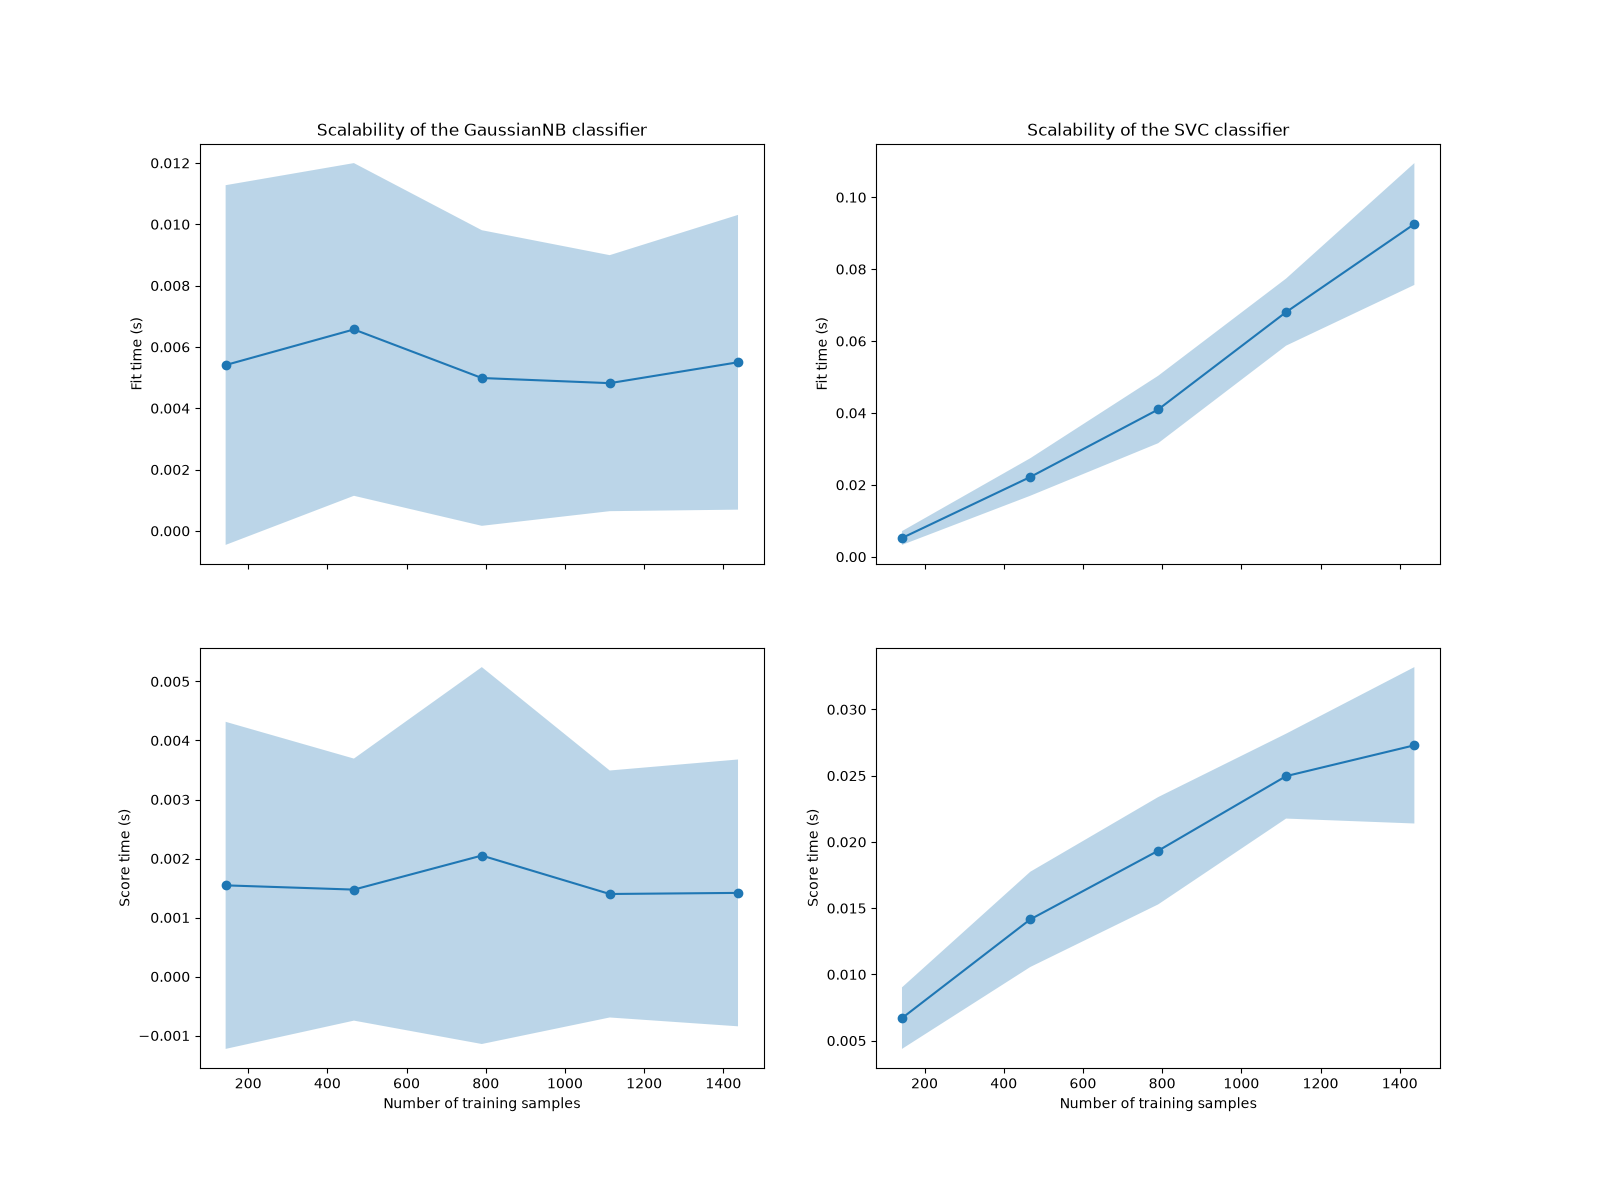 Scalability of the GaussianNB classifier
0.012
0.010
0.008
0.006
0.004
0.002
0.000
Fit time (s)
Scalability of the SVC classifier
0.10
0.08
0.06
0.04
0.02
0.00
Fit time (s)
0.005
0.004
0.003
0.002
0.001
0.000
−0.001
Score time (s)
200 400 600 800 1000 1200 1400
Number of training samples
0.030
0.025
0.020
0.015
0.010
0.005
Score time (s)
200 400 600 800 1000 1200 1400
Number of training samples